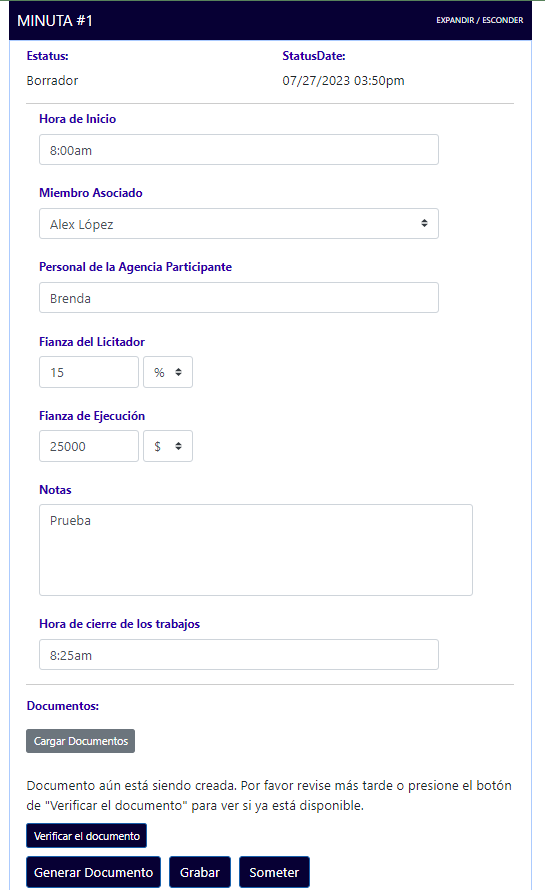 MINUTA #1
EXPANDIR / ESCONDER
Estatus:
StatusDate:
Borrador
07/27/2023 03:50pm
Hora de Inicio
8:00am
Miembro Asociado
Alex López
Personal de la Agencia Participante
Brenda
Fianza del Licitador
15 %
Fianza de Ejecución
25000 $
Notas
Prueba
Hora de cierre de los trabajos
8:25am
Documentos:
Cargar Documentos
Documento aún está siendo creada. Por favor revise más tarde o presione el botón
de "Verificar el documento" para ver si ya está disponible.
Verificar el documento
Generar Documento
Grabar
Someter